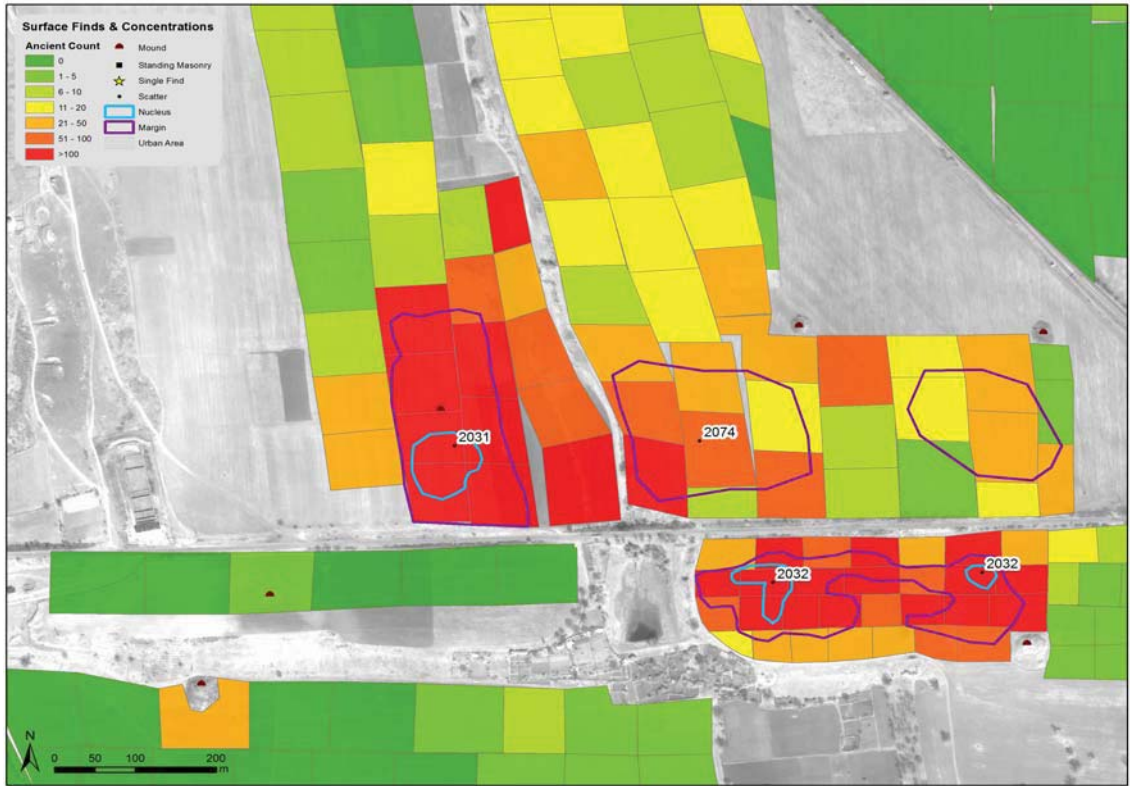 Surface Finds & Concentrations
Ancient Count
0
1 - 5
6 - 10
11 - 20
21 - 50
51 - 100
>100
Mound
Standing Masonry
Single Find
Scatter
Nucleus
Margin
Urban Area
2031
2074
2032
2032
N
0 50 100 200
m